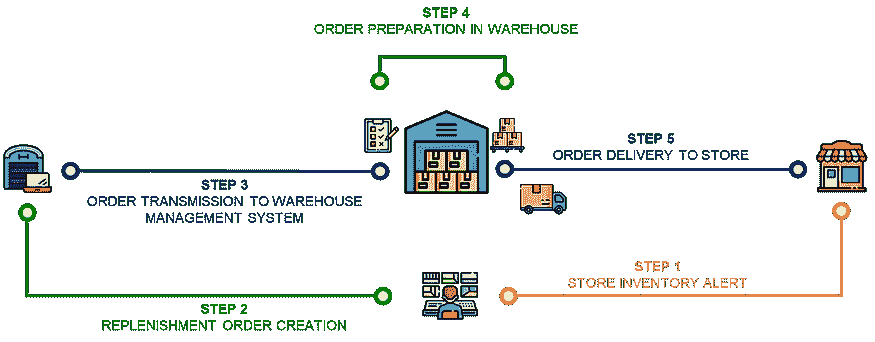 STEP 4
ORDER PREPARATION IN WAREHOUSE
STEP 5
ORDER DELIVERY TO STORE
STEP 3
ORDER TRANSMISSION TO WAREHOUSE
MANAGEMENT SYSTEM
STEP 1
STORE INVENTORY ALERT
STEP 2
REPLENISHMENT ORDER CREATION